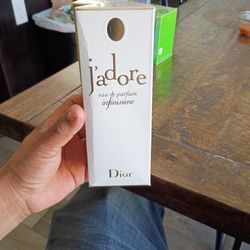 j'adore
eau de parfum
infinissime
Dior